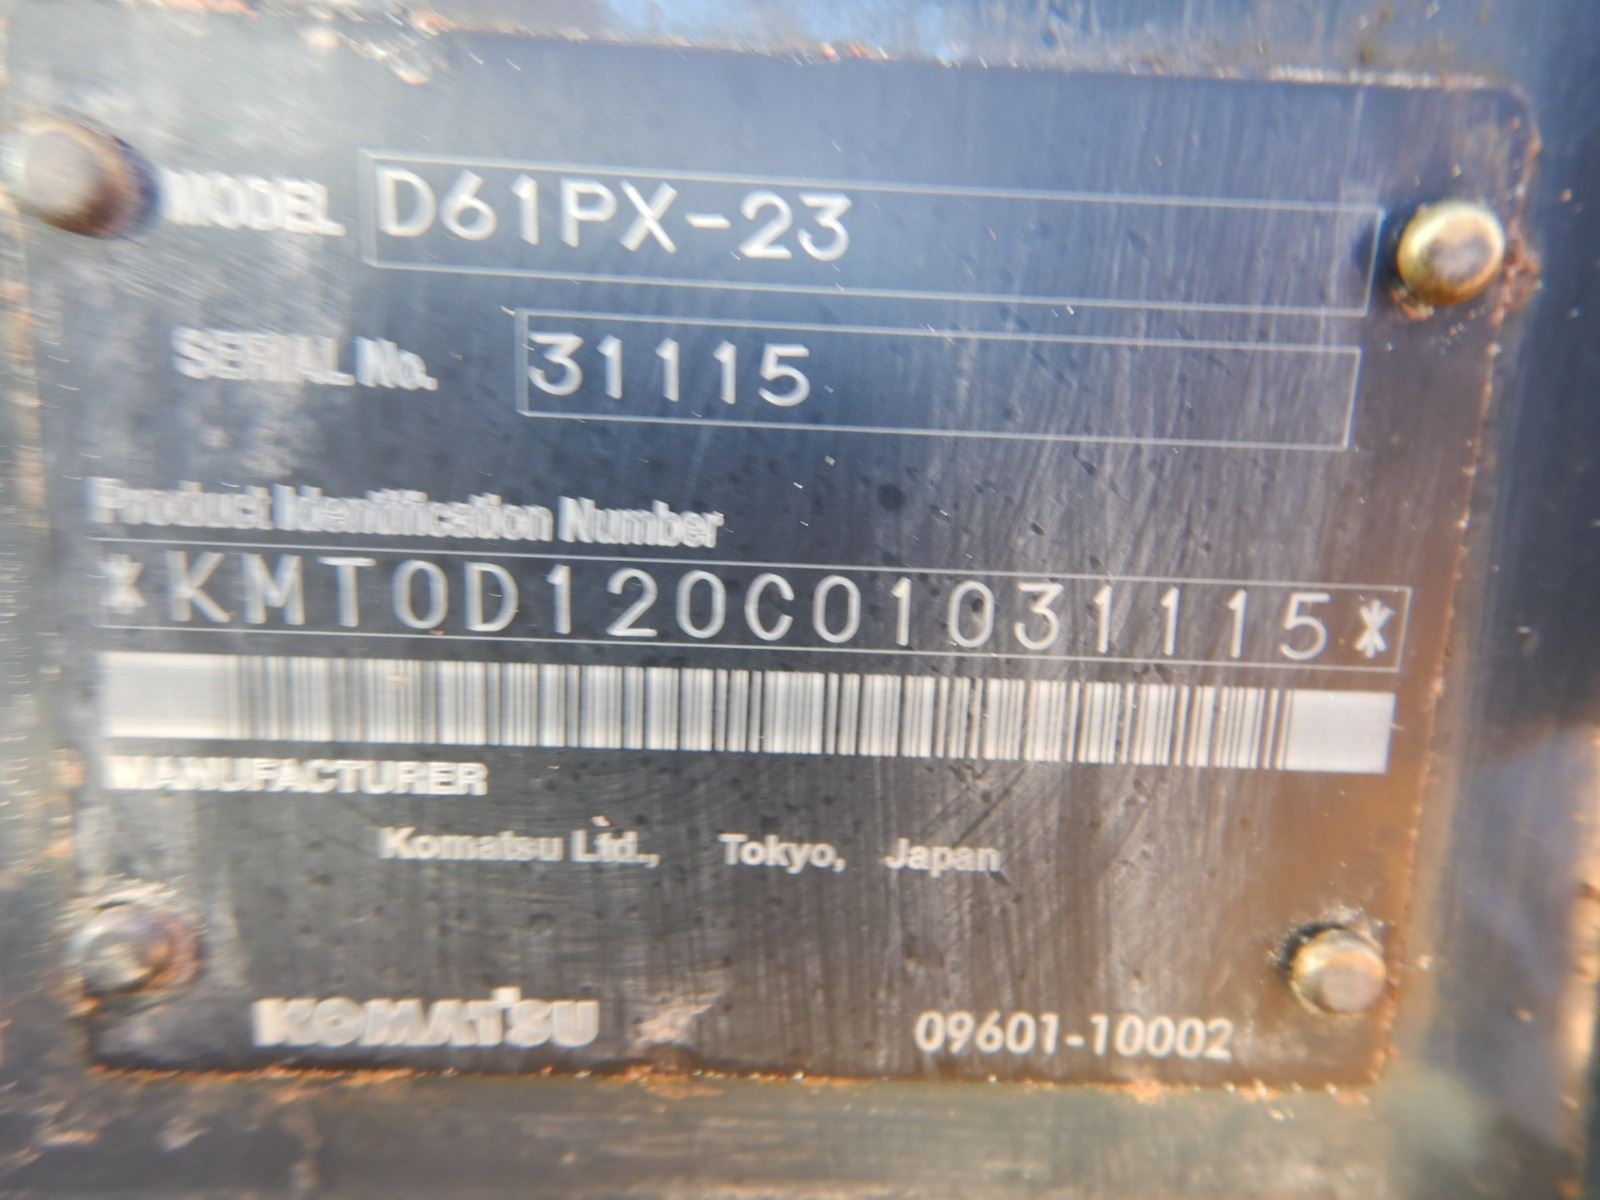 MODEL D61PX-23
SERIAL No. 31115
Product Identification Number
*KMT0D120C01031115*
MANUFACTURER
Komatsu Ltd., Tokyo, Japan
KOMATSU 09601-10002